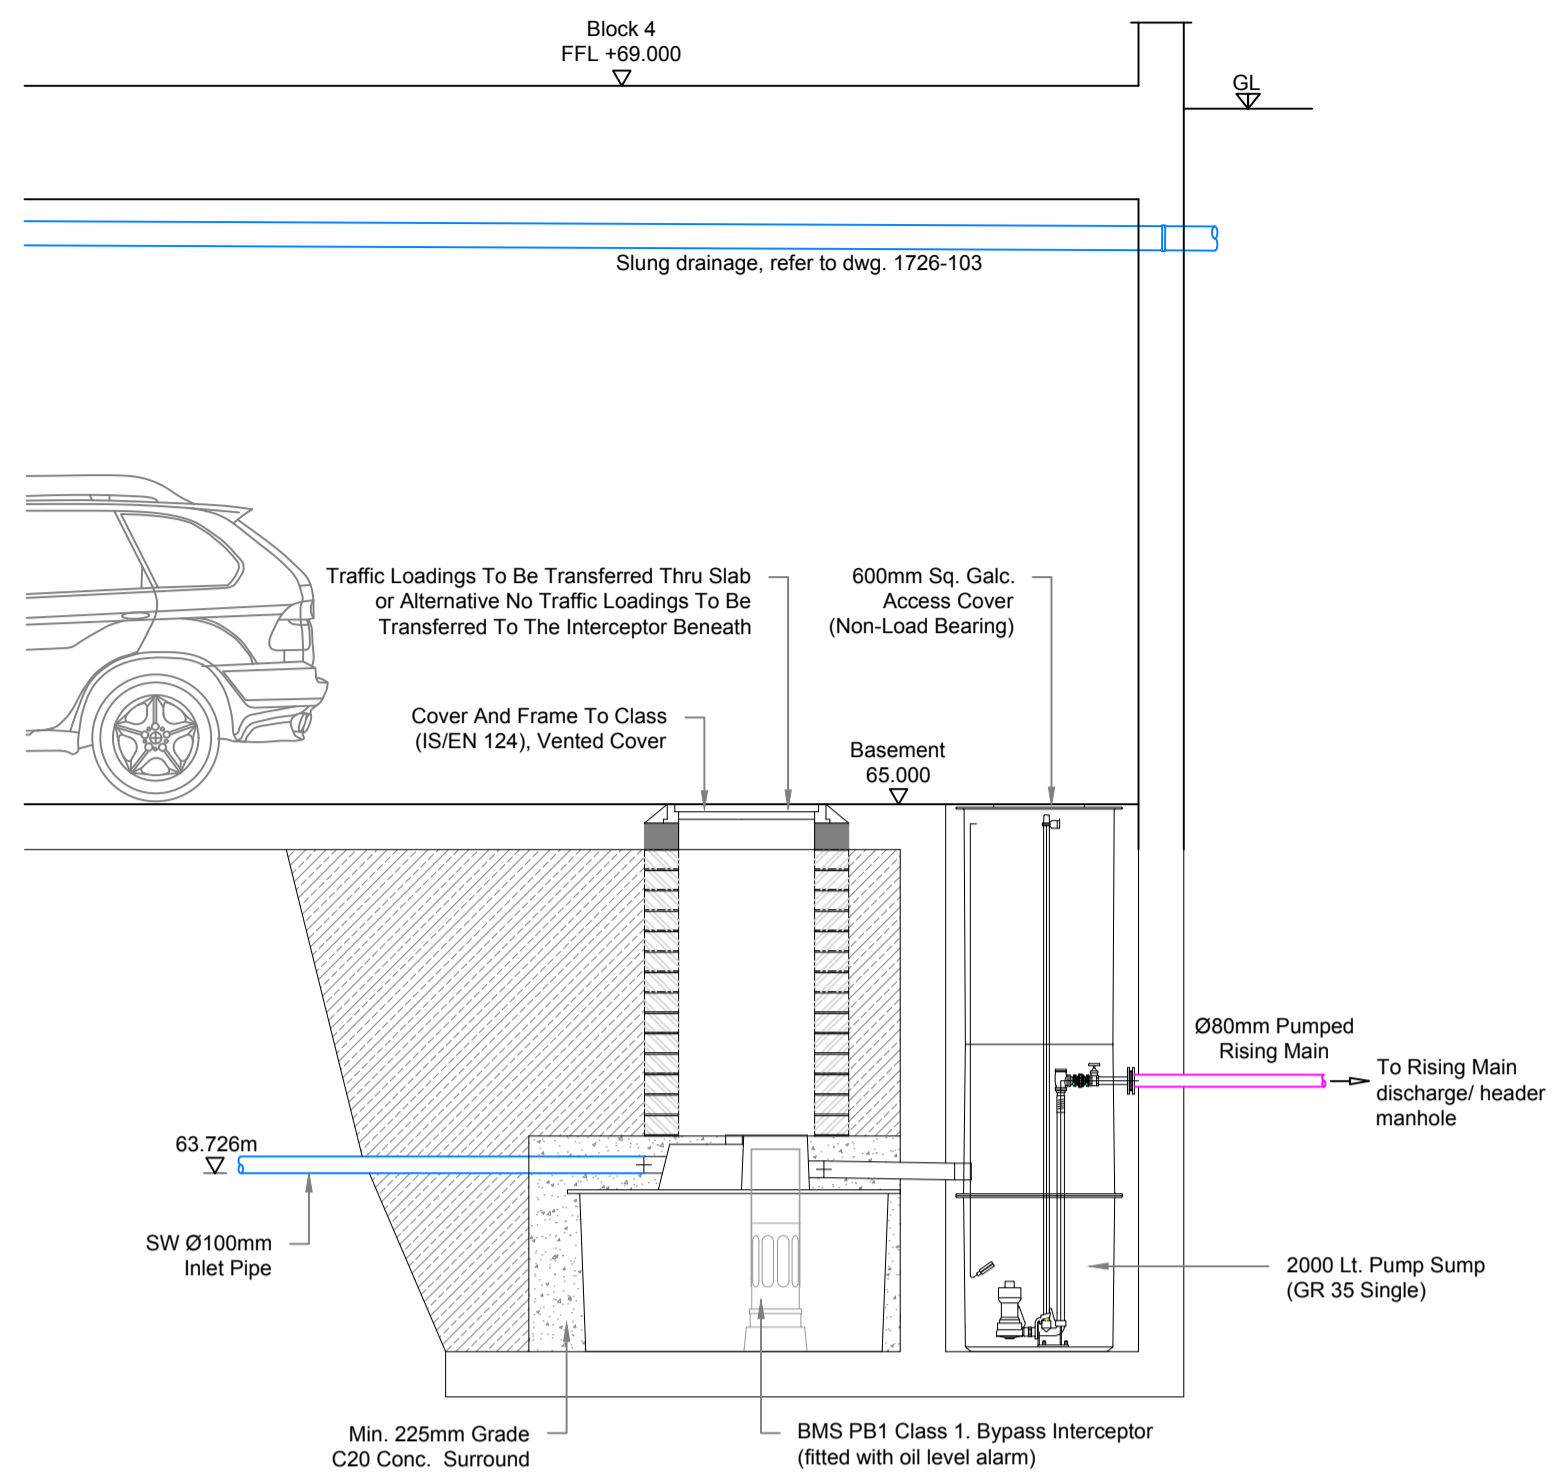 Block 4
FFL +69.000
GL
Slung drainage, refer to dwg. 1726-103
Traffic Loadings To Be Transferred Thru Slab
or Alternative No Traffic Loadings To Be
Transferred To The Interceptor Beneath
600mm Sq. Galc.
Access Cover
(Non-Load Bearing)
Cover And Frame To Class
(IS/EN 124), Vented Cover
Basement
65.000
Ø80mm Pumped
Rising Main
To Rising Main
discharge/ header
manhole
63.726m
SW Ø100mm
Inlet Pipe
2000 Lt. Pump Sump
(GR 35 Single)
Min. 225mm Grade
C20 Conc. Surround
BMS PB1 Class 1. Bypass Interceptor
(fitted with oil level alarm)